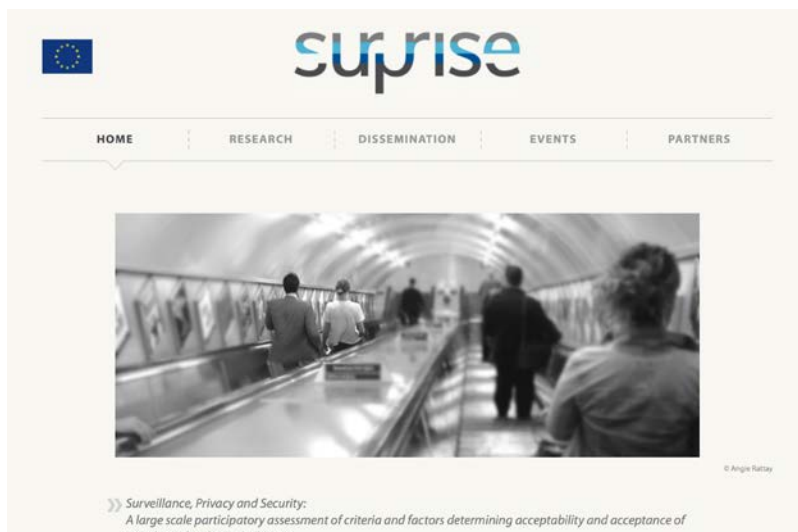 surprise
HOME
RESEARCH
DISSEMINATION
EVENTS
PARTNERS
© Angie Rattay
Surveillance, Privacy and Security:
A large scale participatory assessment of criteria and factors determining acceptability and acceptance of